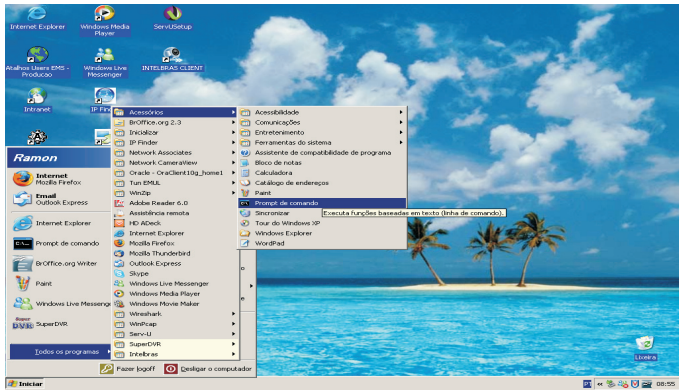 Internet Explorer
Windows Media
Player
ServUSetup
Atalhos Users EMS -
Producao
Windows Live
Messenger
INTELBRAS CLIENT
Intranet
IP Fin
Ramon
Internet
Mozilla Firefox
Email
Outlook Express
Internet Explorer
Prompt de comando
BrOffice.org Writer
Paint
Windows Live Messeng
SuperDVR
Todos os programas
Fazer logoff
Desligar o computador
Acessórios
BrOffice.org 2.3
Inicializar
IP Finder
Network Associates
Network CameraView
Oracle - OraClient10g_home1
Tun EMUL
WinZip
Adobe Reader 6.0
Assistência remota
HD ADeck
Internet Explorer
Mozilla Firefox
Mozilla Thunderbird
Outlook Express
Skype
Windows Live Messenger
Windows Media Player
Windows Movie Maker
Wireshark
WinPcap
Serv-U
SuperDVR
Intelbras
Acessibilidade
Comunicações
Entretenimento
Ferramentas do sistema
Assistente de compatibilidade de programa
Bloco de notas
Calculadora
Catálogo de endereços
Paint
Prompt de comando
Sincronizar
Executa funções baseadas em texto (linha de comando).
Tour do Windows XP
Windows Explorer
WordPad
Lixeira
Iniciar
PT
08:55